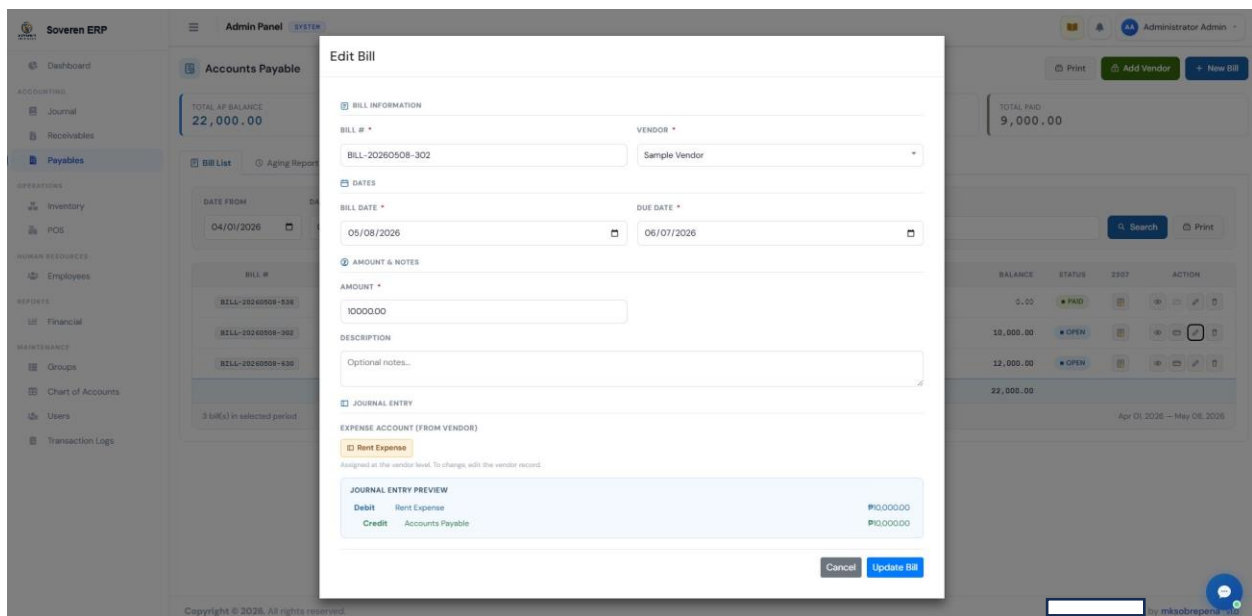 Soveren ERP
Admin Panel SYSTEM
AA Administrator Admin
Dashboard
ACCOUNTING
Journal
Receivables
Payables
OPERATIONS
Inventory
POS
HUMAN RESOURCES
Employees
REPORTS
Financial
MAINTENANCE
Groups
Chart of Accounts
Users
Transaction Logs
Accounts Payable
Print
Add Vendor
+ New Bill
TOTAL AP BALANCE
22,000.00
TOTAL PAID
9,000.00
Bill List
Aging Report
DATE FROM
04/01/2026
Search
Print
BILL #
BALANCE STATUS 2307 ACTION
BILL-20260508-538
0.00 PAID
BILL-20260508-302
10,000.00 OPEN
BILL-20260508-630
12,000.00 OPEN
22,000.00
3 bill(s) in selected period
Apr 01, 2026 — May 08, 2026
Edit Bill
BILL INFORMATION
BILL # *
VENDOR *
BILL-20260508-302
Sample Vendor
DATES
BILL DATE *
DUE DATE *
05/08/2026
06/07/2026
AMOUNT & NOTES
AMOUNT *
10000.00
DESCRIPTION
Optional notes...
JOURNAL ENTRY
EXPENSE ACCOUNT (FROM VENDOR)
Rent Expense
Assigned at the vendor level. To change, edit the vendor record.
JOURNAL ENTRY PREVIEW
Debit Rent Expense ₱10,000.00
Credit Accounts Payable ₱10,000.00
Cancel
Update Bill
Copyright © 2026. All rights reserved.
by mksobrepena